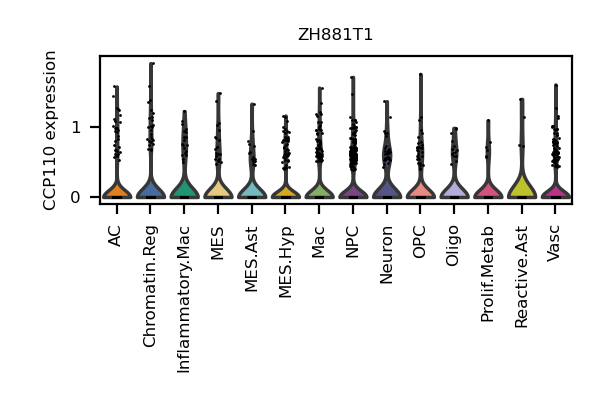 ZH881T1
CCP110 expression
1
0
AC
Chromatin.Reg
Inflammatory.Mac
MES
MES.Ast
MES.Hyp
Mac
NPC
Neuron
OPC
Oligo
Prolif.Metab
Reactive.Ast
Vasc